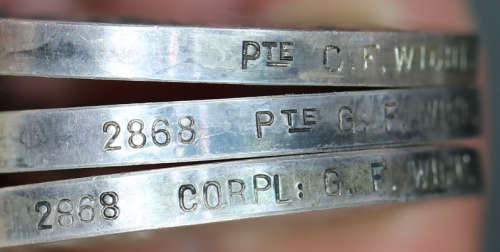 PTE G. F.
2868 PTE G. F.
2868 CORPL: G. F.